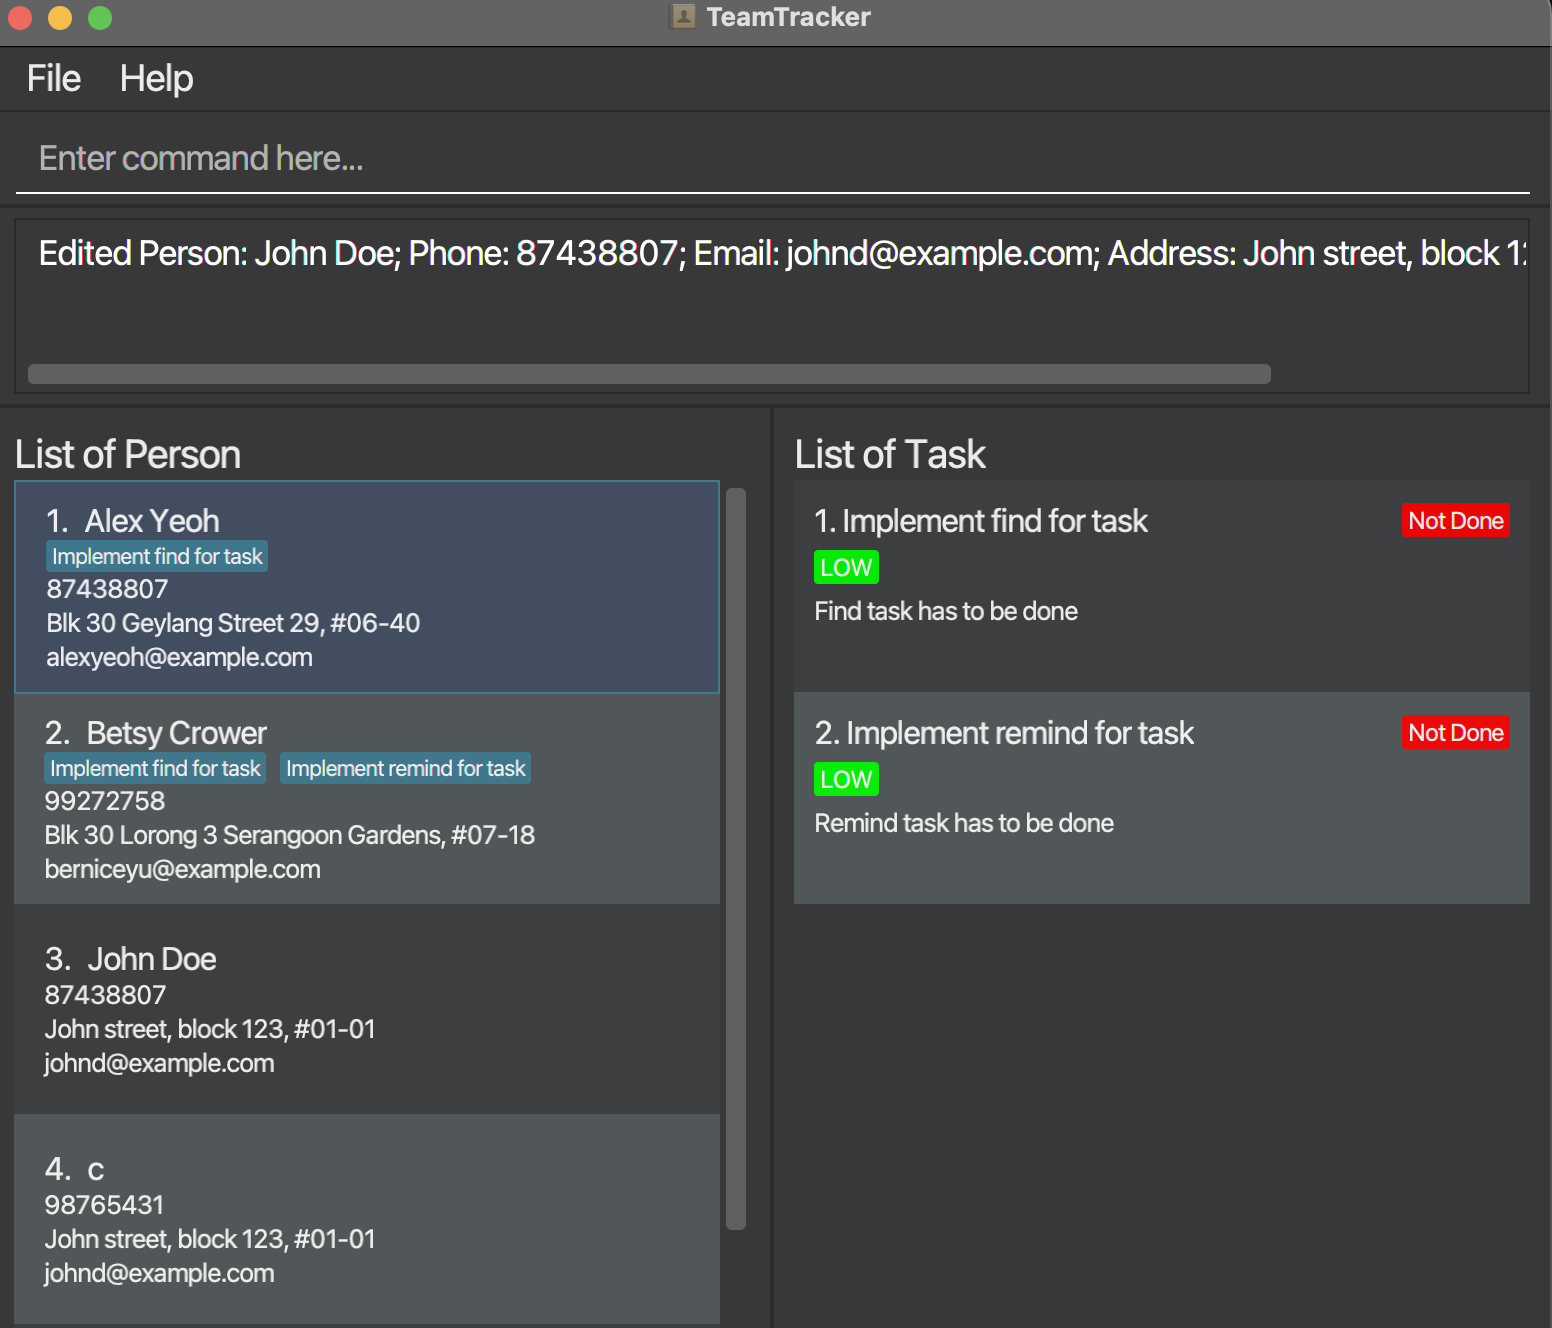 TeamTracker
File Help
Enter command here...
Edited Person: John Doe; Phone: 87438807; Email: johnd@example.com; Address: John street, block
List of Person
1. Alex Yeoh
Implement find for task
87438807
Blk 30 Geylang Street 29, #06-40
alexyeoh@example.com
2. Betsy Crower
Implement find for task Implement remind for task
99272758
Blk 30 Lorong 3 Serangoon Gardens, #07-18
berniceyu@example.com
3. John Doe
87438807
John street, block 123, #01-01
johnd@example.com
4. c
98765431
John street, block 123, #01-01
johnd@example.com
List of Task
1. Implement find for task Not Done
LOW
Find task has to be done
2. Implement remind for task Not Done
LOW
Remind task has to be done